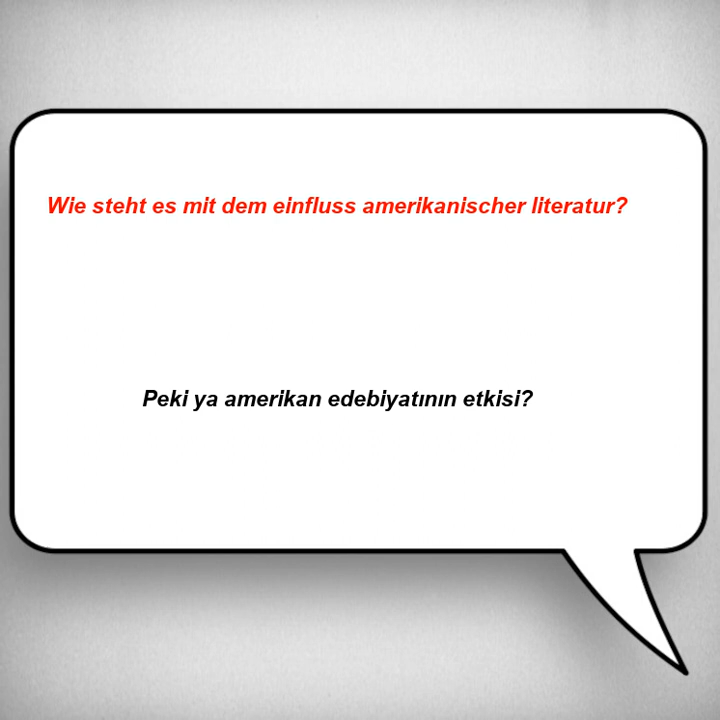 Wie steht es mit dem einfluss amerikanischer literatur?
Peki ya amerikan edebiyatının etkisi?